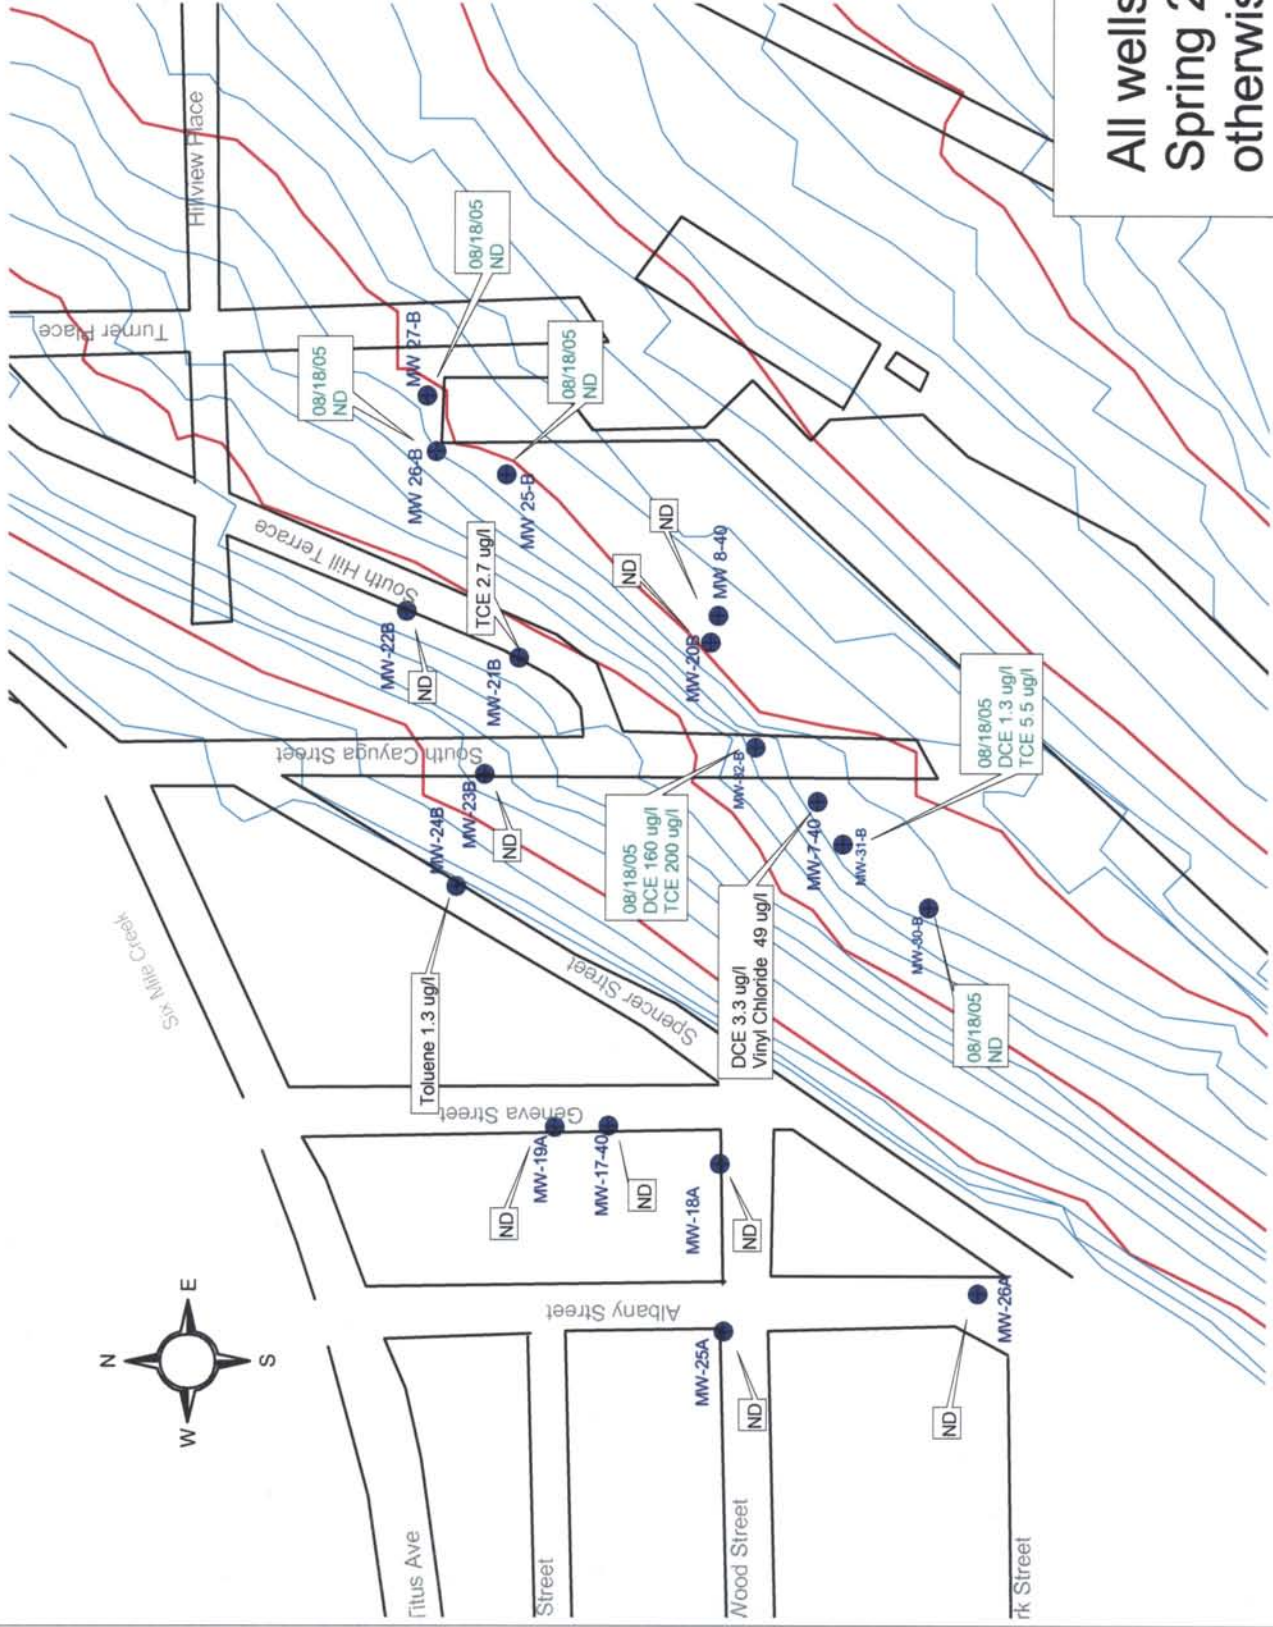 All wells
Spring 2
otherwis
Hillview Place
Turner Place
South Hill Terrace
South Cayuga Street
Six Mile Creek
Spencer Street
Geneva Street
Albany Street
Titus Ave
Street
Wood Street
rk Street
N
E
S
W
08/18/05
ND
MW 27-B
08/18/05
ND
MW 26-B
08/18/05
ND
MW 25-B
ND
MW 8-40
ND
MW-20B
TCE 2.7 ug/l
MW-21B
MW-22B
ND
MW-23B
ND
MW-24B
Toluene 1.3 ug/l
08/18/05
DCE 160 ug/l
TCE 200 ug/l
MW-32-B
DCE 3.3 ug/l
Vinyl Chloride 49 ug/l
MW-7-40
08/18/05
DCE 1.3 ug/l
TCE 5.5 ug/l
MW-31-B
MW-30-B
08/18/05
ND
MW-19A
ND
MW-17-40
ND
MW-18A
ND
MW-25A
ND
MW-26A
ND